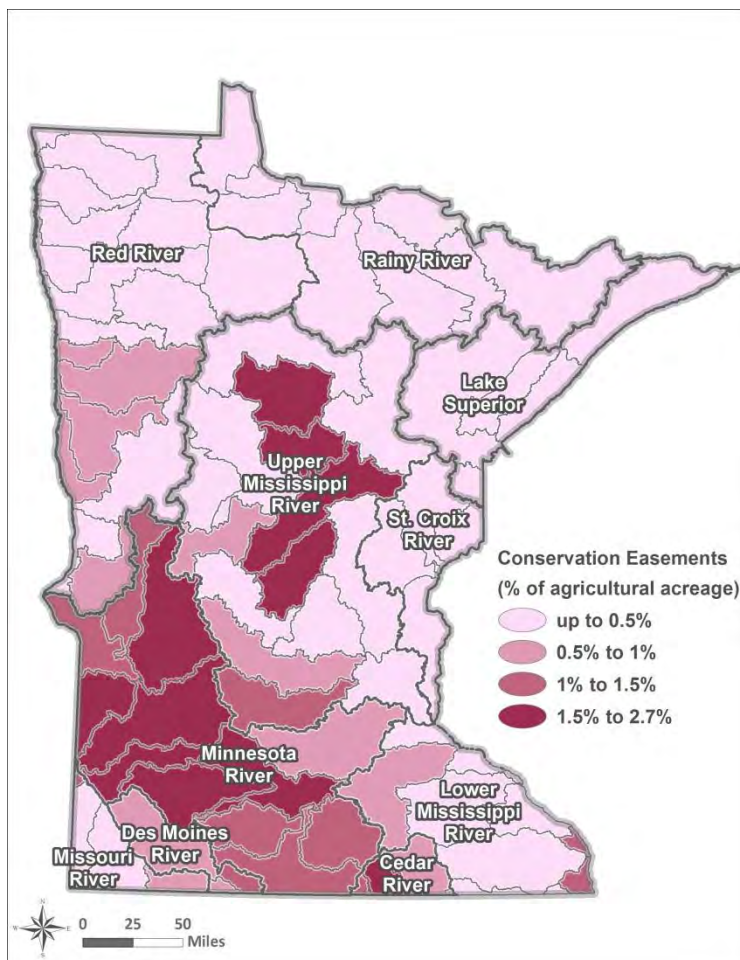 Red River
Rainy River
Lake
Superior
Upper
Mississippi
River
St. Croix
River
Conservation Easements
(% of agricultural acreage)
up to 0.5%
0.5% to 1%
1% to 1.5%
1.5% to 2.7%
Minnesota
River
Lower
Mississippi
River
Des Moines
River
Missouri
River
Cedar
River
N
W
E
S
0 25 50
Miles